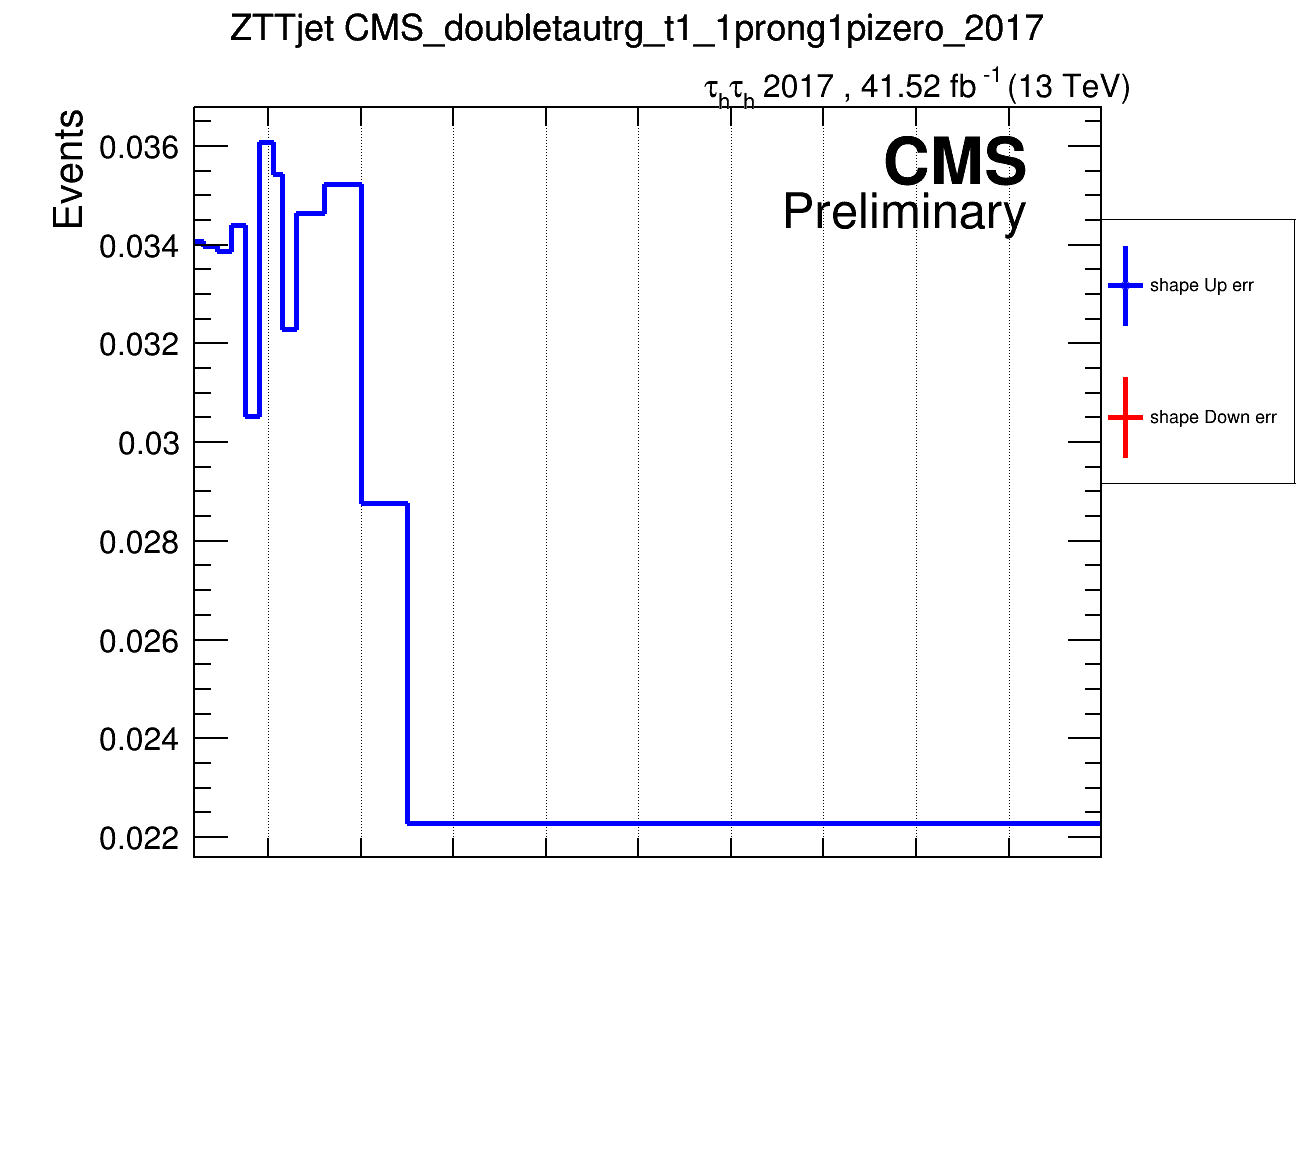 ZTTjet CMS_doubletautrg_t1_1prong1pizero_2017
τhτh 2017 , 41.52 fb -1 (13 TeV)
Events
CMS
Preliminary
0.036
0.034
0.032
0.03
0.028
0.026
0.024
0.022
shape Up err
shape Down err